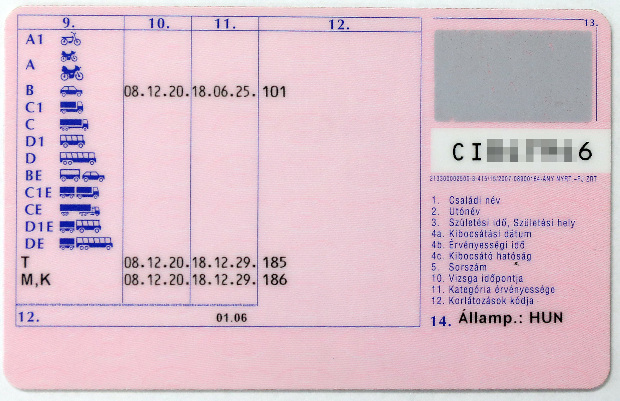 9. 10. 11. 12. 13.
A1
A
B 08.12.20. 18.06.25. 101
C1
C
D1
D
BE
C1E
CE
D1E
DE
T 08.12.20. 18.12.29. 185
M,K 08.12.20. 18.12.29. 186
12. 01.06
CI 6
1. Családi név
2. Utónév
3. Születési idő, Születési hely
4a. Kibocsátási dátum
4b. Érvényességi idő
4c. Kibocsátó hatóság
5. Sorszám
10. Vizsga időpontja
11. Kategória érvényessége
12. Korlátozások kódja
14. Államp.: HUN